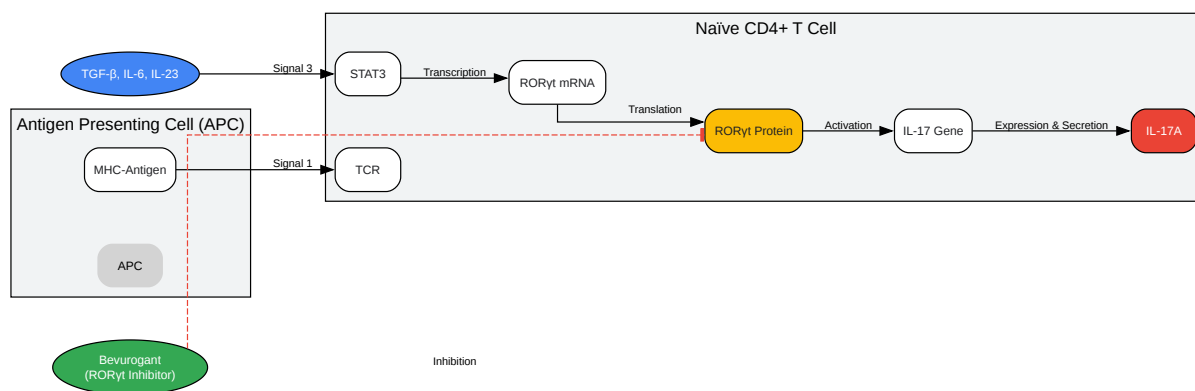 Naïve CD4+ T Cell
TGF-β, IL-6, IL-23
Signal 3
STAT3
Transcription
RORγt mRNA
Translation
Antigen Presenting Cell (APC)
RORγt Protein
Activation
IL-17 Gene
Expression & Secretion
IL-17A
MHC-Antigen
Signal 1
TCR
APC
Bevurogant
(RORγt Inhibitor)
Inhibition